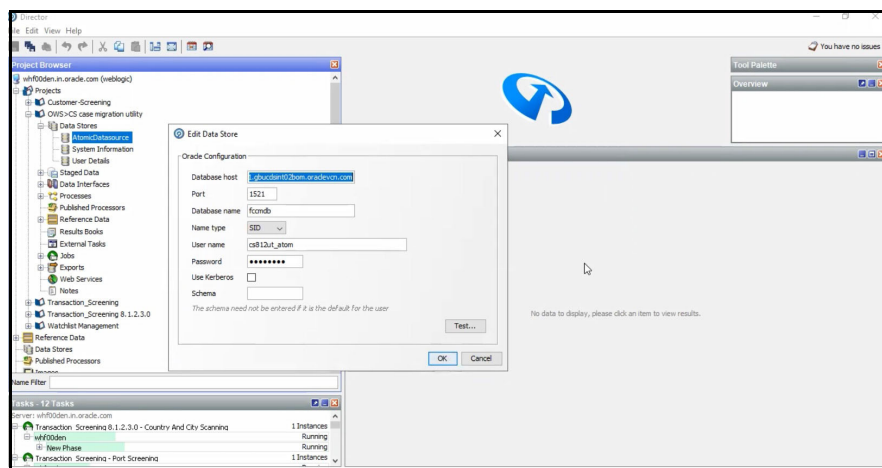 Director
File Edit View Help
You have no issues
Project Browser
whf00den.in.oracle.com (weblogic)
Projects
Customer-Screening
OWS>CS case migration utility
Data Stores
AtomicDatasource
System Information
User Details
Staged Data
Data Interfaces
Processes
Published Processors
Reference Data
Results Books
External Tasks
Jobs
Exports
Web Services
Notes
Transaction_Screening
Transaction_Screening 8.1.2.3.0
Watchlist Management
Reference Data
Data Stores
Published Processors
Images
Name Filter
Tasks - 12 Tasks
Server: whf00den.in.oracle.com
Transaction Screening 8.1.2.3.0 - Country And City Scanning 1 Instances
whf00den Running
New Phase Running
Transaction Screening - Port Screening 1 Instances
Edit Data Store
Oracle Configuration
Database host .gbucdsint02bom.oraclevcn.com
Port 1521
Database name fccmdb
Name type SID
User name cs812ut_atom
Password ●●●●●●●●
Use Kerberos
Schema
The schema need not be entered if it is the default for the user
Test...
OK Cancel
Tool Palette
Overview
No data to display, please click an item to view results.